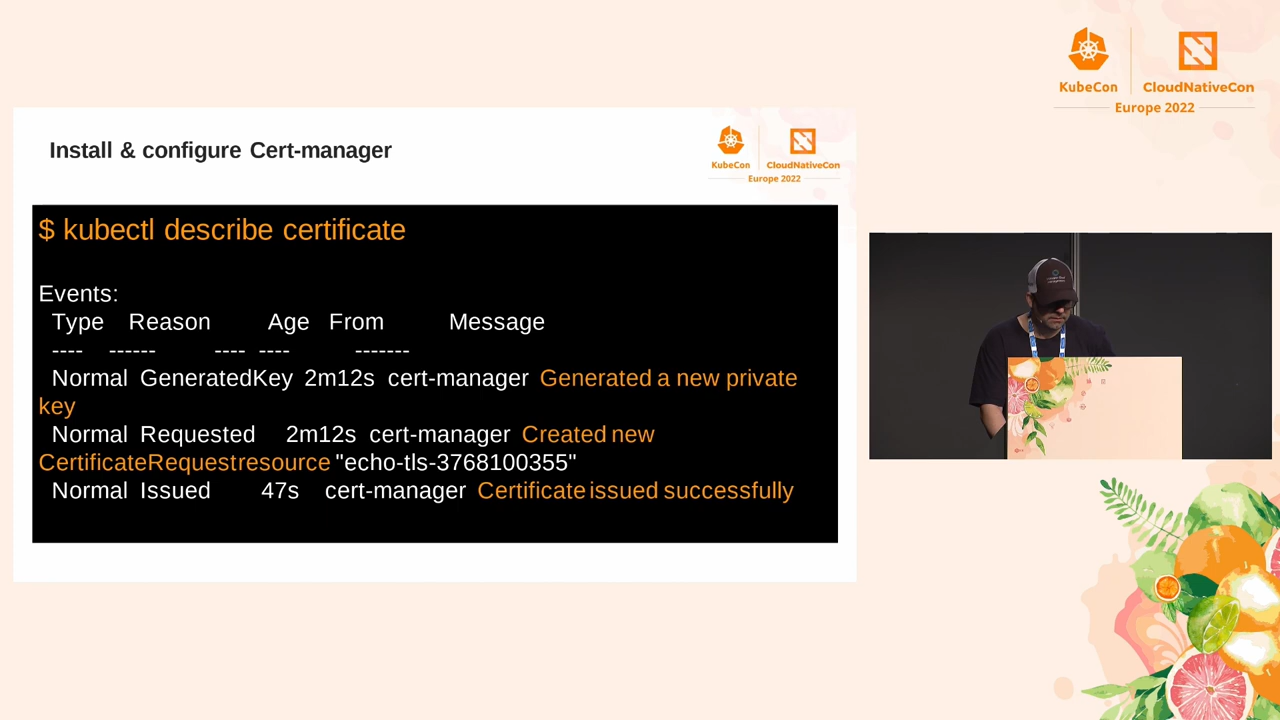 KubeCon
CloudNativeCon
Europe 2022
Install & configure Cert-manager
KubeCon
CloudNativeCon
Europe 2022
$ kubectl describe certificate
Events:
Type Reason Age From Message
---- ------ ---- ---- -------
Normal GeneratedKey 2m12s cert-manager Generated a new private
key
Normal Requested 2m12s cert-manager Created new
CertificateRequest resource "echo-tls-3768100355"
Normal Issued 47s cert-manager Certificate issued successfully